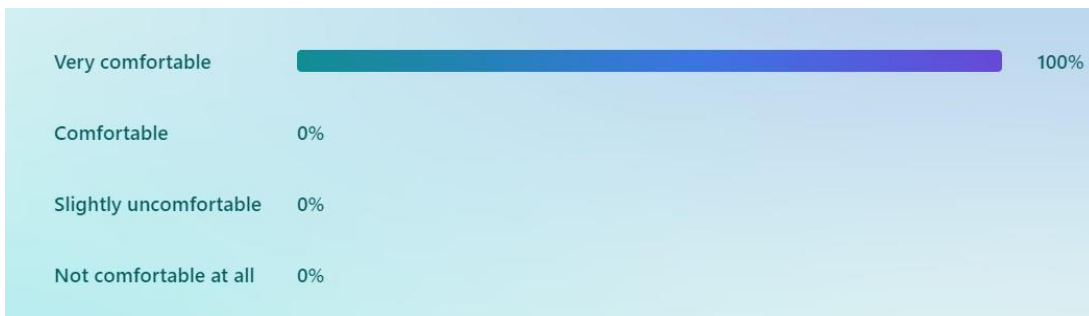 Very comfortable 100%
Comfortable 0%
Slightly uncomfortable 0%
Not comfortable at all 0%